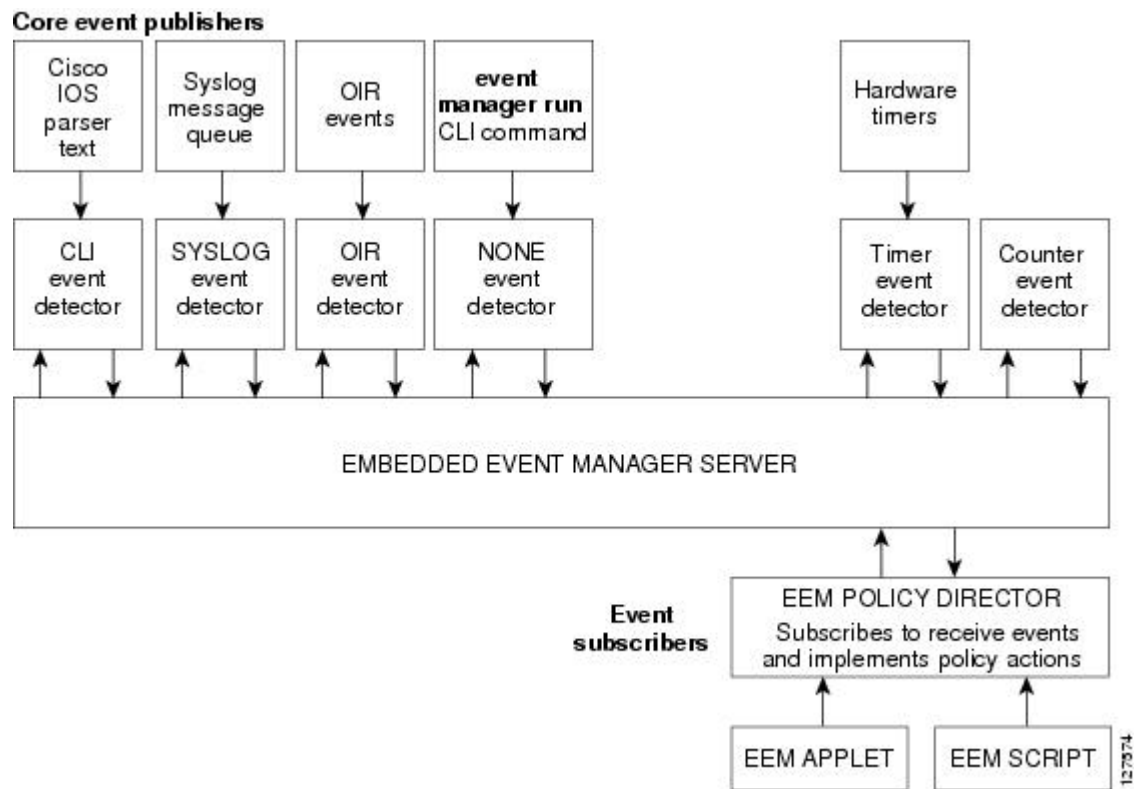 Core event publishers
Cisco
IOS
parser
text
Syslog
message
queue
OIR
events
event
manager run
CLI command
Hardware
timers
CLI
event
detector
SYSLOG
event
detector
OIR
event
detector
NONE
event
detector
Timer
event
detector
Counter
event
detector
EMBEDDED EVENT MANAGER SERVER
Event
subscribers
EEM POLICY DIRECTOR
Subscribes to receive events
and implements policy actions
EEM APPLET
EEM SCRIPT
127574